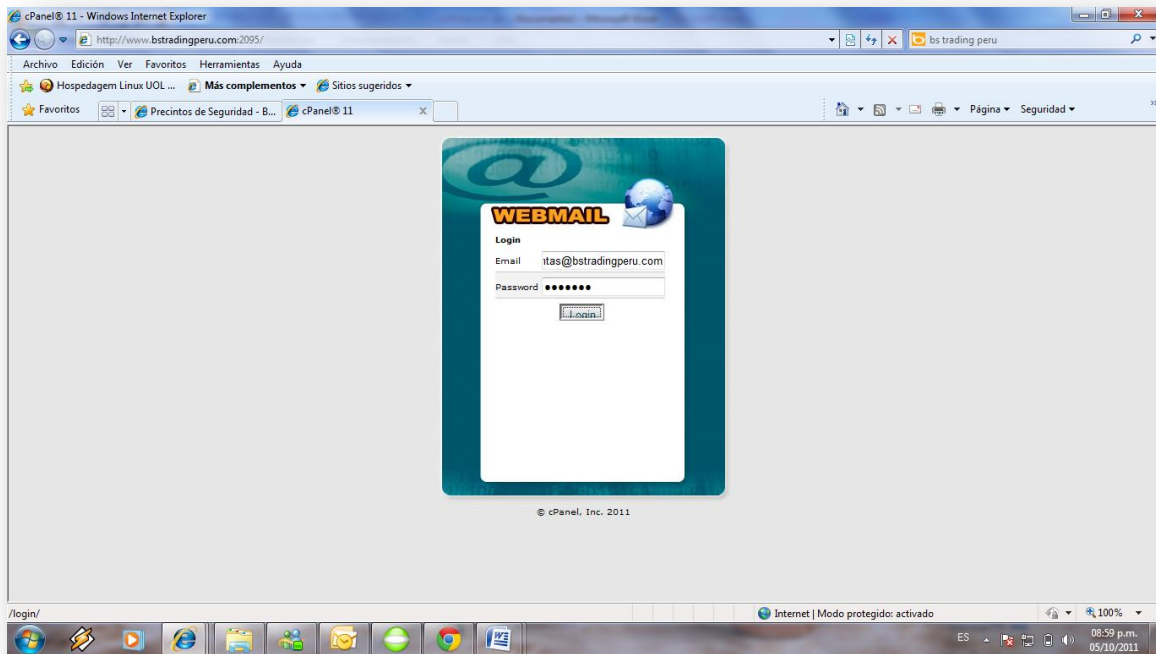 cPanel® 11 - Windows Internet Explorer
http://www.bstradingperu.com:2095/
bs trading peru
Archivo Edición Ver Favoritos Herramientas Ayuda
Hospedagem Linux UOL ... Más complementos Sitios sugeridos
Favoritos Precintos de Seguridad - B... cPanel® 11 Página Seguridad
WEBMAIL
Login
Email ntas@bstradingperu.com
Password
Login
© cPanel, Inc. 2011
/login/ Internet | Modo protegido: activado 100%
ES 08:59 p.m.
05/10/2011